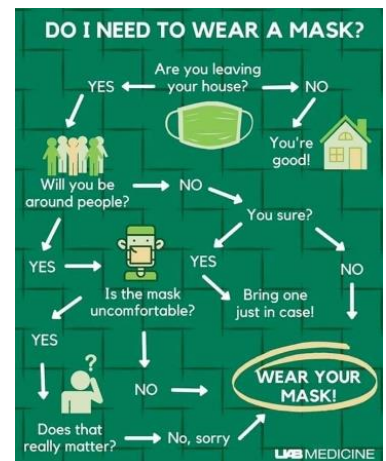 DO I NEED TO WEAR A MASK?
Are you leaving
your house?
YES
NO
You're
good!
Will you be
around people?
NO
You sure?
YES
YES
NO
Is the mask
uncomfortable?
Bring one
just in case!
YES
NO
WEAR YOUR
MASK!
?
Does that
really matter?
No, sorry
UAB MEDICINE